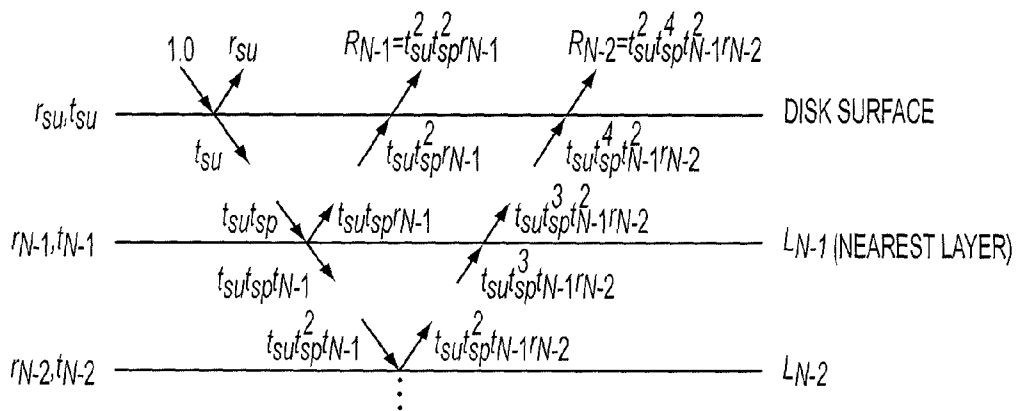 1.0 r_su R_N-1=t_su^2 t_sp^2 r_N-1 R_N-2=t_su^2 t_sp^4 t_N-1^2 r_N-2
r_su,t_su DISK SURFACE
t_su t_su t_sp^2 r_N-1 t_su t_sp^4 t_N-1^2 r_N-2
t_su t_sp t_su t_sp r_N-1 t_su t_sp^3 t_N-1^2 r_N-2
r_N-1,t_N-1 L_N-1 (NEAREST LAYER)
t_su t_sp t_N-1 t_su t_sp^3 t_N-1 r_N-2
t_su t_sp^2 t_N-1 t_su t_sp^2 t_N-1 r_N-2
r_N-2,t_N-2 L_N-2